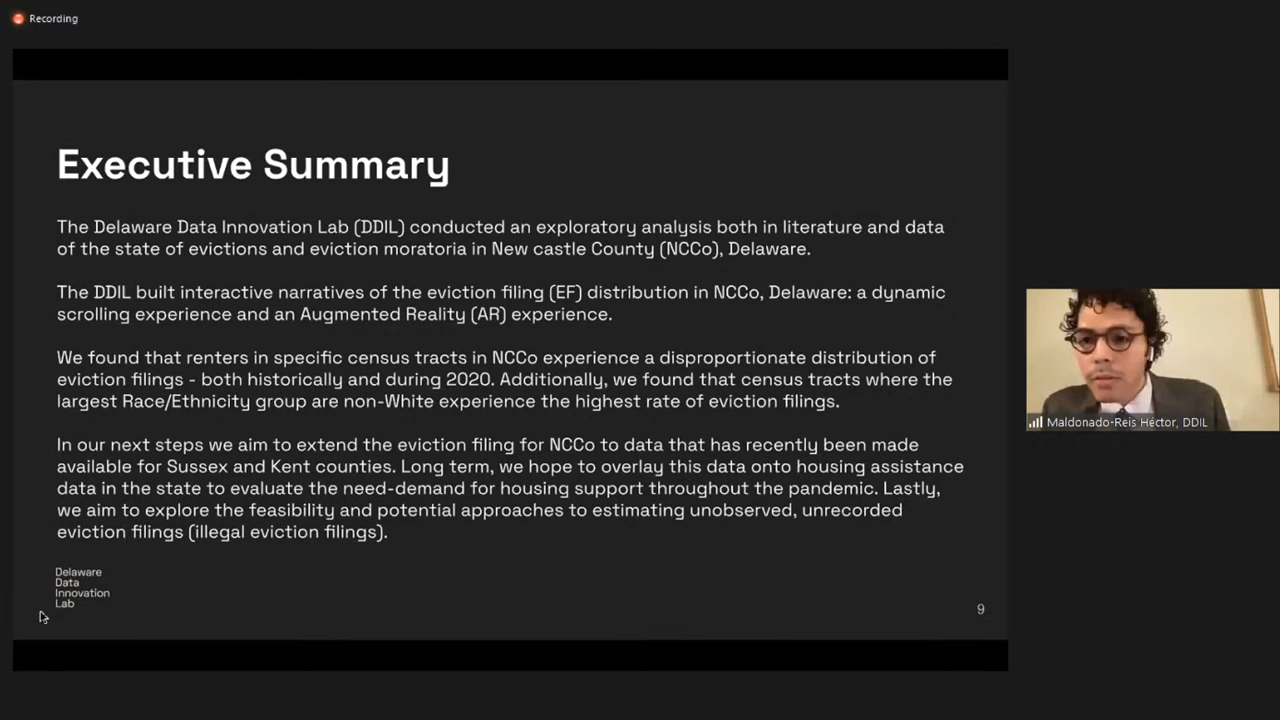 Recording
Executive Summary
The Delaware Data Innovation Lab (DDIL) conducted an exploratory analysis both in literature and data
of the state of evictions and eviction moratoria in New castle County (NCCo), Delaware.
The DDIL built interactive narratives of the eviction filing (EF) distribution in NCCo, Delaware: a dynamic
scrolling experience and an Augmented Reality (AR) experience.
We found that renters in specific census tracts in NCCo experience a disproportionate distribution of
eviction filings - both historically and during 2020. Additionally, we found that census tracts where the
largest Race/Ethnicity group are non-White experience the highest rate of eviction filings.
In our next steps we aim to extend the eviction filing for NCCo to data that has recently been made
available for Sussex and Kent counties. Long term, we hope to overlay this data onto housing assistance
data in the state to evaluate the need-demand for housing support throughout the pandemic. Lastly,
we aim to explore the feasibility and potential approaches to estimating unobserved, unrecorded
eviction filings (illegal eviction filings).
Delaware
Data
Innovation
Lab
9
Maldonado-Reis Héctor, DDIL